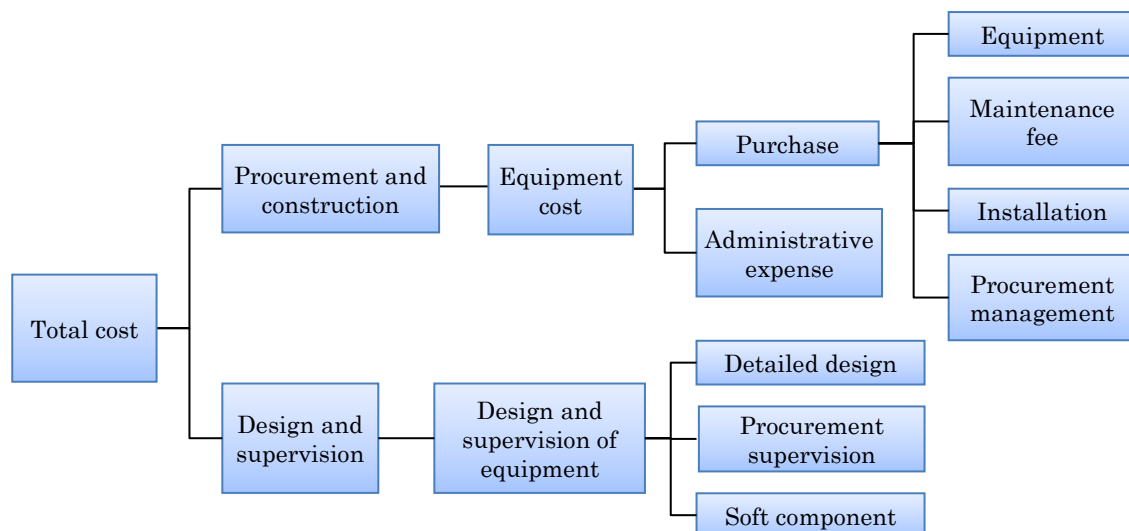 Total cost
Procurement and
construction
Equipment
cost
Purchase
Equipment
Maintenance
fee
Installation
Procurement
management
Administrative
expense
Design and
supervision
Design and
supervision of
equipment
Detailed design
Procurement
supervision
Soft component